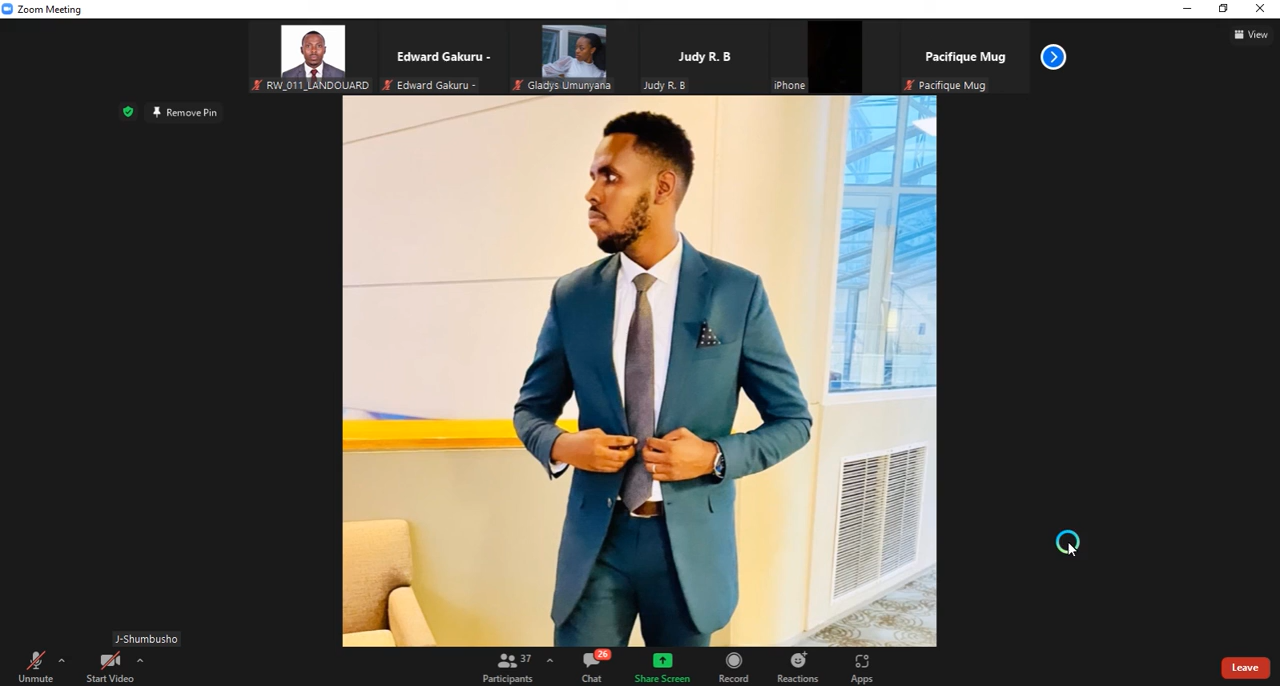 Zoom Meeting
View
Edward Gakuru -
Judy R. B
Pacifique Mug
RW_011_LANDOUARD
Edward Gakuru -
Gladys Umunyana
Judy R. B
iPhone
Pacifique Mug
Remove Pin
J-Shumbusho
Unmute
Start Video
37
Participants
26
Chat
Share Screen
Record
Reactions
Apps
Leave